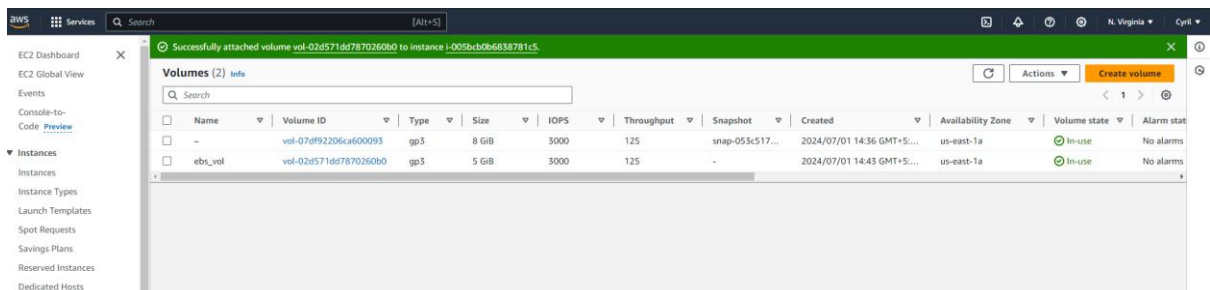 aws Services Search [Alt+S] N. Virginia Cyril
Successfully attached volume vol-02d571dd7870260b0 to instance i-005bcb0b6838781c5.
EC2 Dashboard
EC2 Global View
Events
Console-to-
Code Preview
Instances
Instances
Instance Types
Launch Templates
Spot Requests
Savings Plans
Reserved Instances
Dedicated Hosts
Volumes (2) Info
Actions Create volume
Search
1
Name Volume ID Type Size IOPS Throughput Snapshot Created Availability Zone Volume state Alarm stat
– vol-07df92206ca600093 gp3 8 GiB 3000 125 snap-053c517... 2024/07/01 14:36 GMT+5:... us-east-1a In-use No alarms
ebs_vol vol-02d571dd7870260b0 gp3 5 GiB 3000 125 - 2024/07/01 14:43 GMT+5:... us-east-1a In-use No alarms